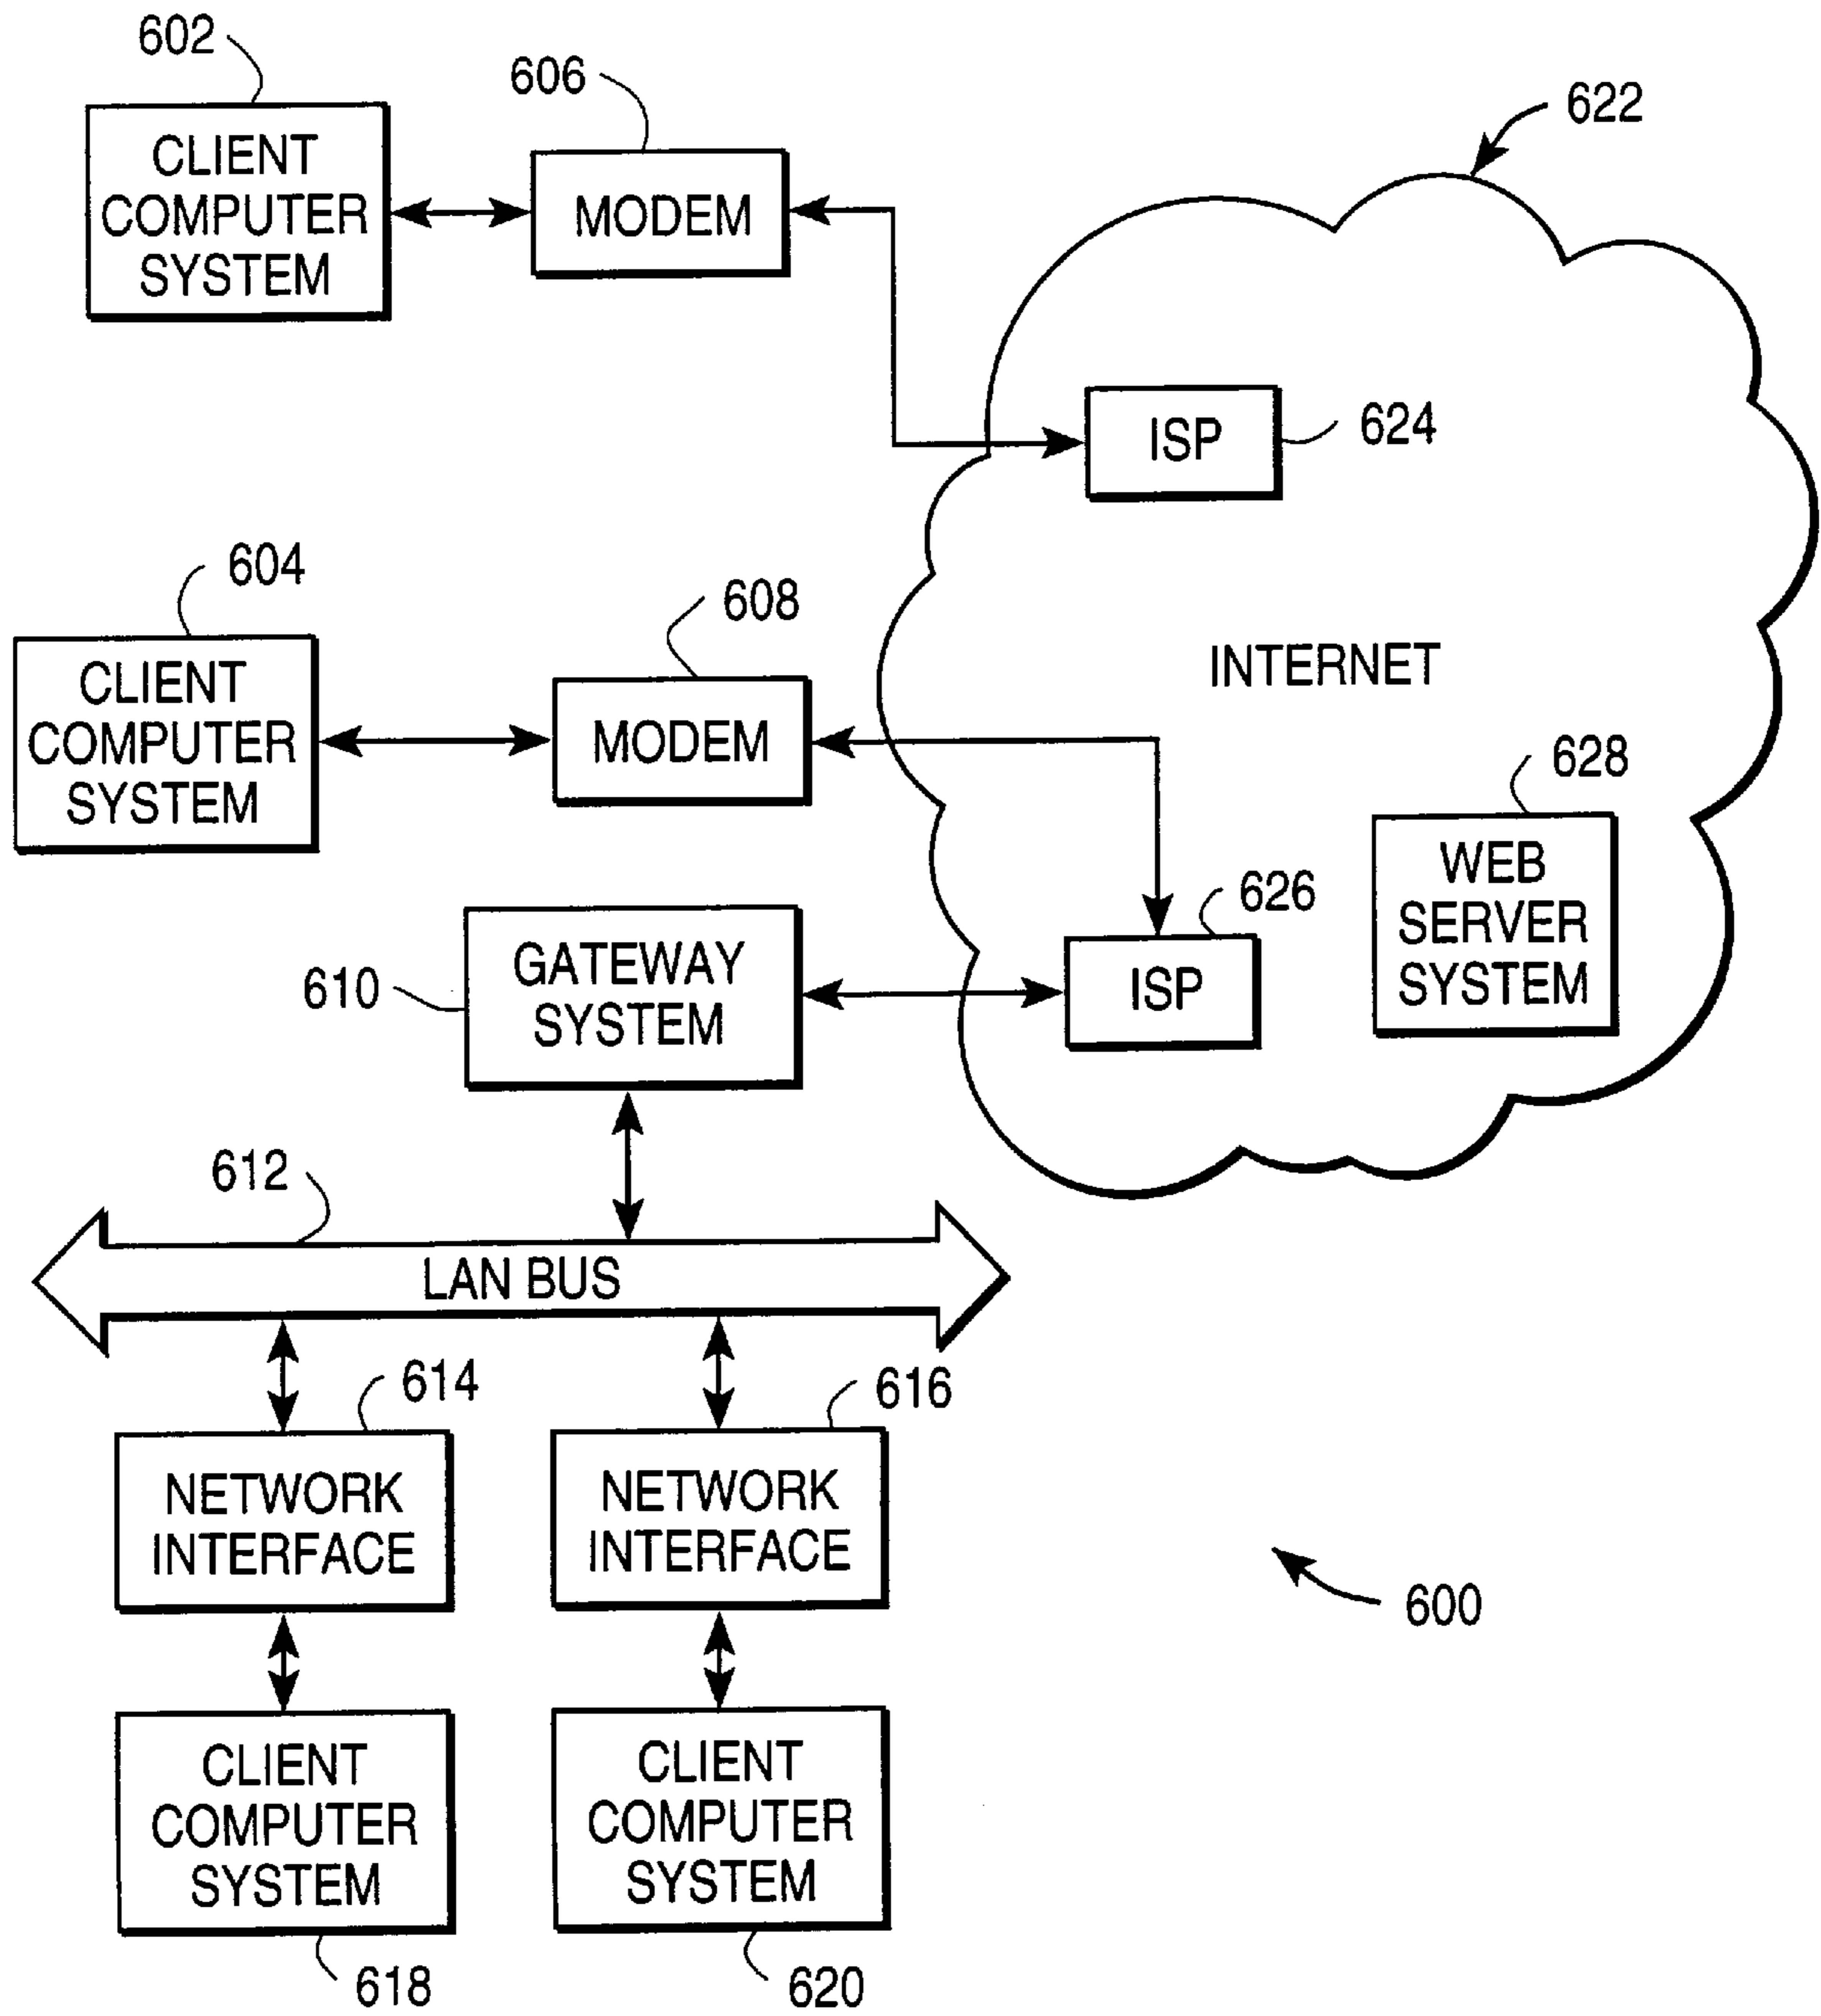 602
606
622
CLIENT
COMPUTER
SYSTEM
MODEM
ISP
624
604
608
CLIENT
COMPUTER
SYSTEM
MODEM
INTERNET
628
WEB
SERVER
SYSTEM
626
ISP
610
GATEWAY
SYSTEM
612
LAN BUS
614
616
NETWORK
INTERFACE
NETWORK
INTERFACE
600
CLIENT
COMPUTER
SYSTEM
CLIENT
COMPUTER
SYSTEM
618
620